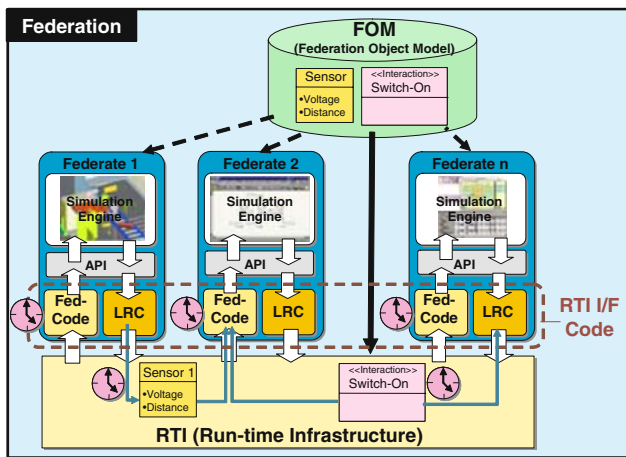 Federation
FOM
(Federation Object Model)
Sensor
•Voltage
•Distance
<<Interaction>>
Switch-On
Federate 1
Simulation
Engine
API
Fed-
Code
LRC
Federate 2
Simulation
Engine
API
Fed-
Code
LRC
Federate n
Simulation
Engine
API
Fed-
Code
LRC
RTI I/F
Code
Sensor 1
•Voltage
•Distance
<<Interaction>>
Switch-On
RTI (Run-time Infrastructure)